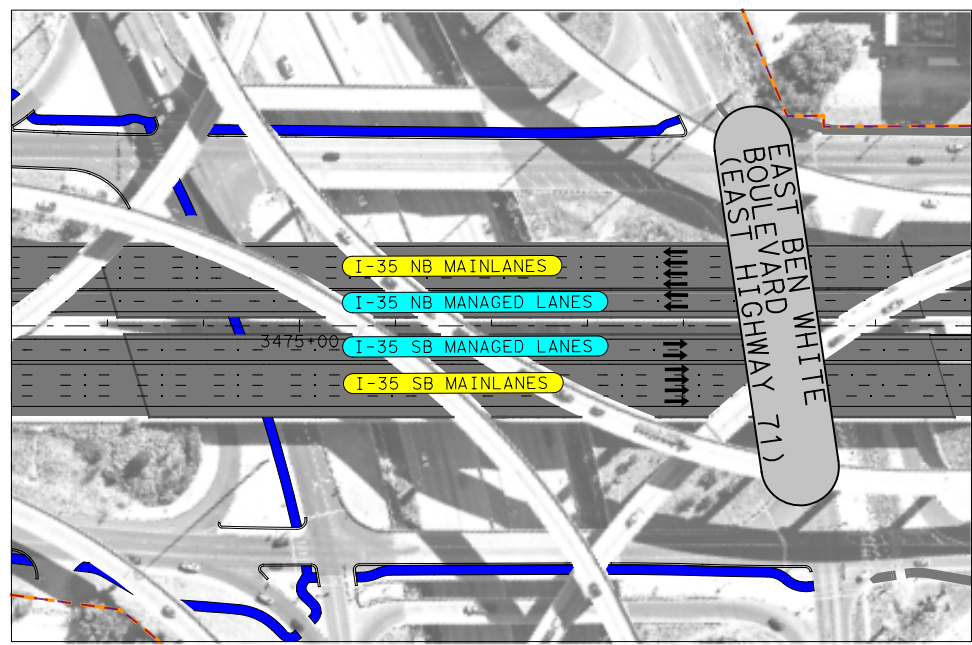 EAST BEN WHITE
BOULEVARD
(EAST HIGHWAY 71)
I-35 NB MAINLANES
I-35 NB MANAGED LANES
3475+00
I-35 SB MANAGED LANES
I-35 SB MAINLANES